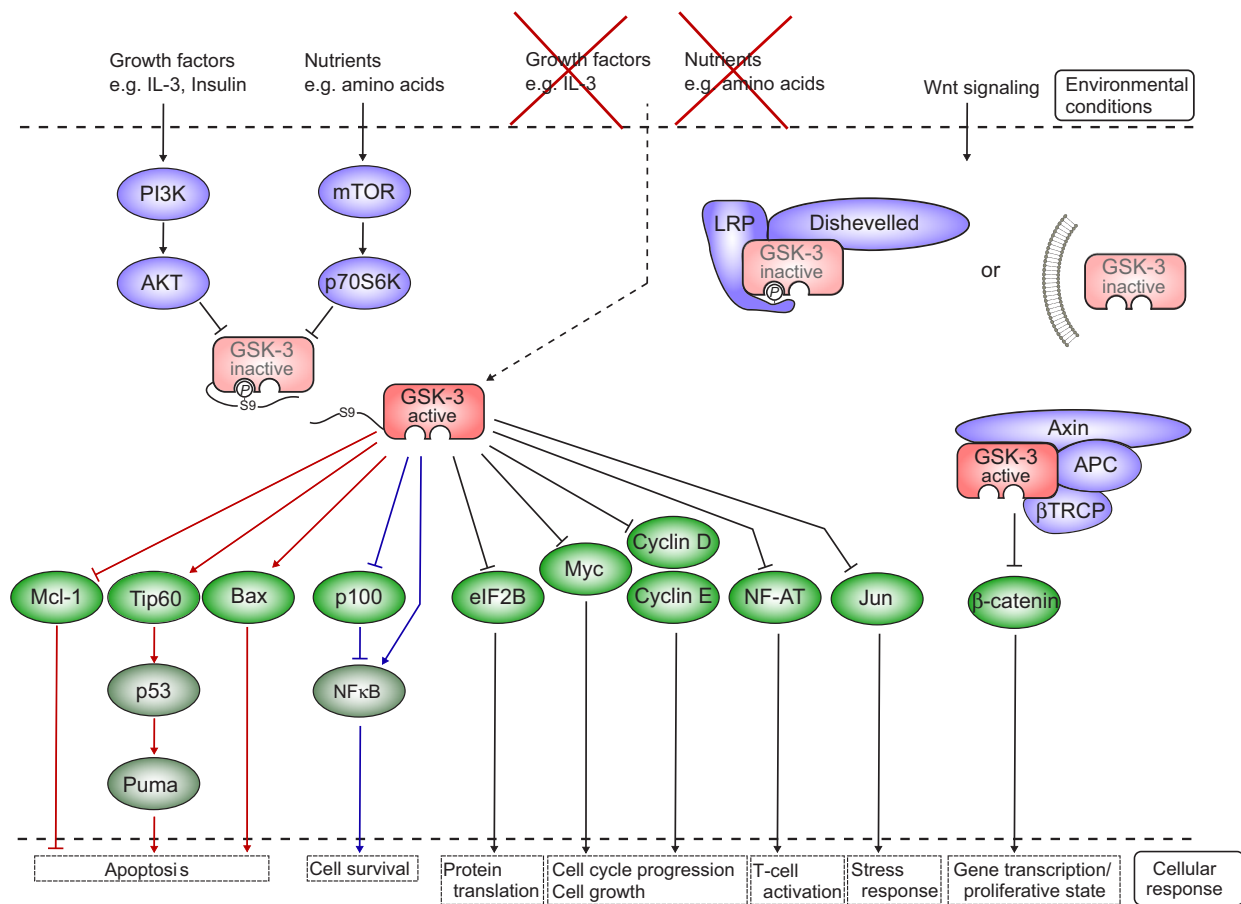 Growth factors
e.g. IL-3, Insulin
Nutrients
e.g. amino acids
Growth factors
e.g. IL-3
Nutrients
e.g. amino acids
Wnt signaling
Environmental
conditions
PI3K
mTOR
AKT
p70S6K
GSK-3
inactive
P
S9
LRP
Dishevelled
GSK-3
inactive
P
or
GSK-3
inactive
S9
GSK-3
active
Axin
GSK-3
active
APC
βTRCP
Mcl-1
Tip60
Bax
p100
eIF2B
Myc
Cyclin D
Cyclin E
NF-AT
Jun
β-catenin
p53
NFκB
Puma
Apoptosis
Cell survival
Protein
translation
Cell cycle progression
Cell growth
T-cell
activation
Stress
response
Gene transcription/
proliferative state
Cellular
response